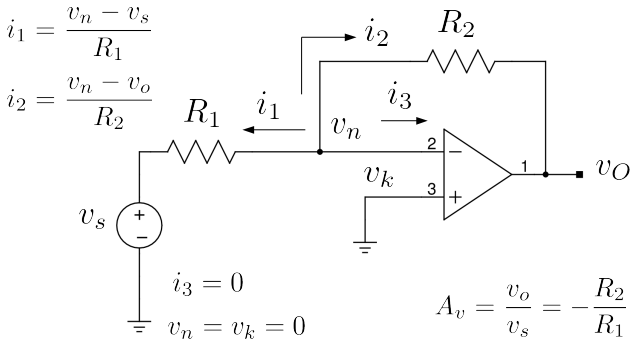 i₁ = (vₙ − vₛ)/R₁
i₂ = (vₙ − vₒ)/R₂
i₂
R₂
R₁
i₁
vₙ
i₃
2
−
1
v_O
vₖ
3
+
vₛ
+
−
i₃ = 0
vₙ = vₖ = 0
Aᵥ = vₒ/vₛ = −R₂/R₁